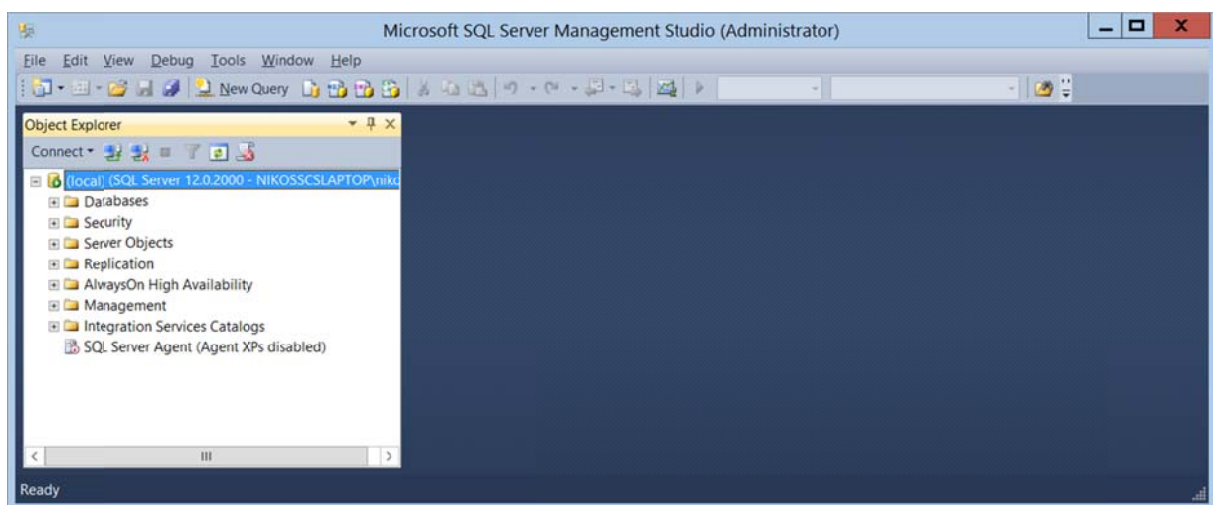 Microsoft SQL Server Management Studio (Administrator)
File Edit View Debug Tools Window Help
New Query
Object Explorer
Connect
(local) (SQL Server 12.0.2000 - NIKOSSCSLAPTOP\niko
Databases
Security
Server Objects
Replication
AlwaysOn High Availability
Management
Integration Services Catalogs
SQL Server Agent (Agent XPs disabled)
Ready